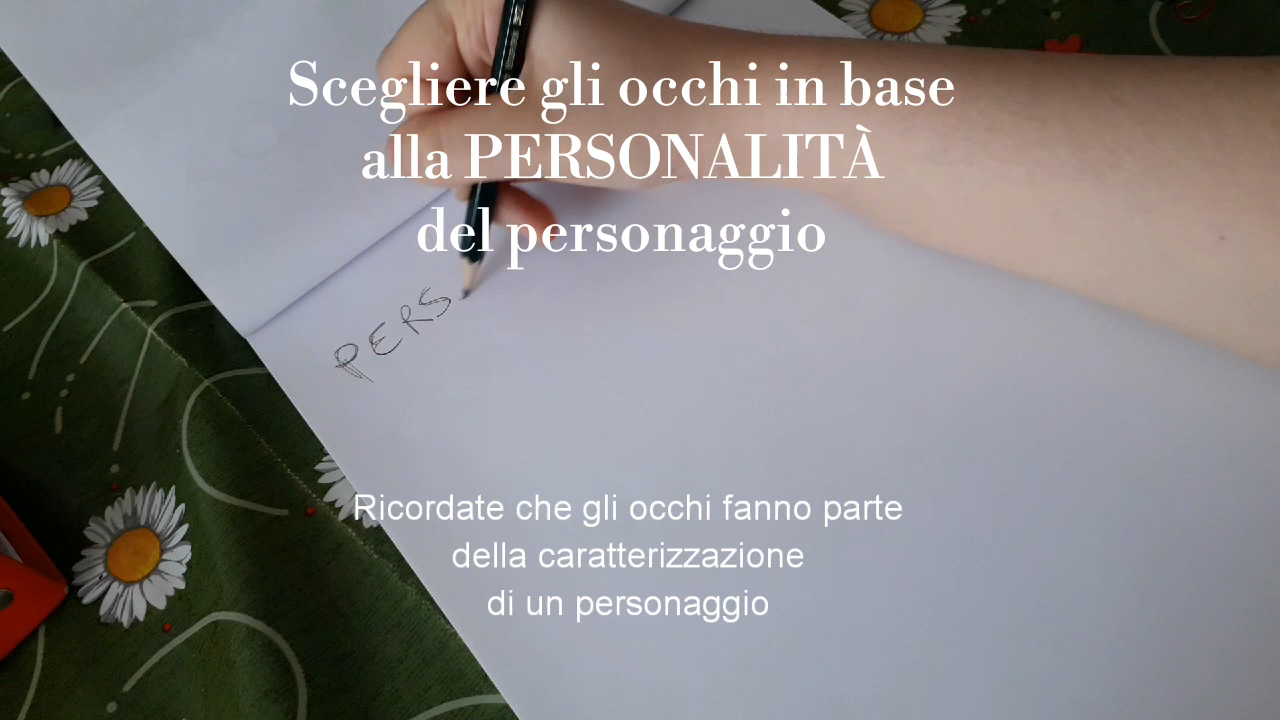 Scegliere gli occhi in base
alla PERSONALITÀ
del personaggio
PERS
Ricordate che gli occhi fanno parte
della caratterizzazione
di un personaggio